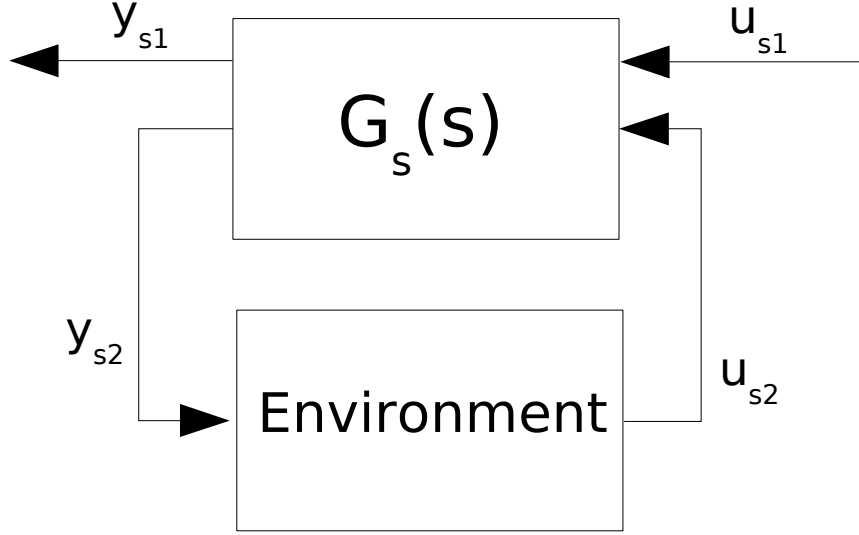 y_s1
u_s1
G_s(s)
y_s2
Environment
u_s2